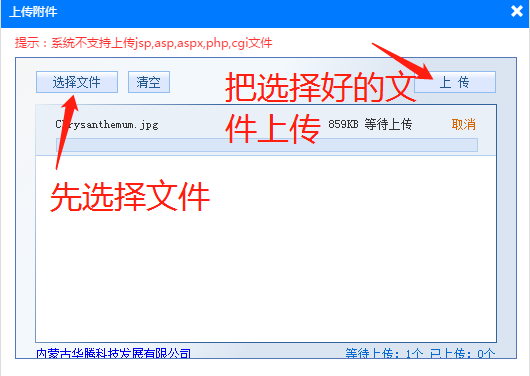 上传附件
提示：系统不支持上传jsp,asp,aspx,php,cgi文件
选择文件 清空 上 传
把选择好的文
件上传
Chrysanthemum.jpg 859KB 等待上传 取消
先选择文件
内蒙古华腾科技发展有限公司 等待上传：1个 已上传：0个